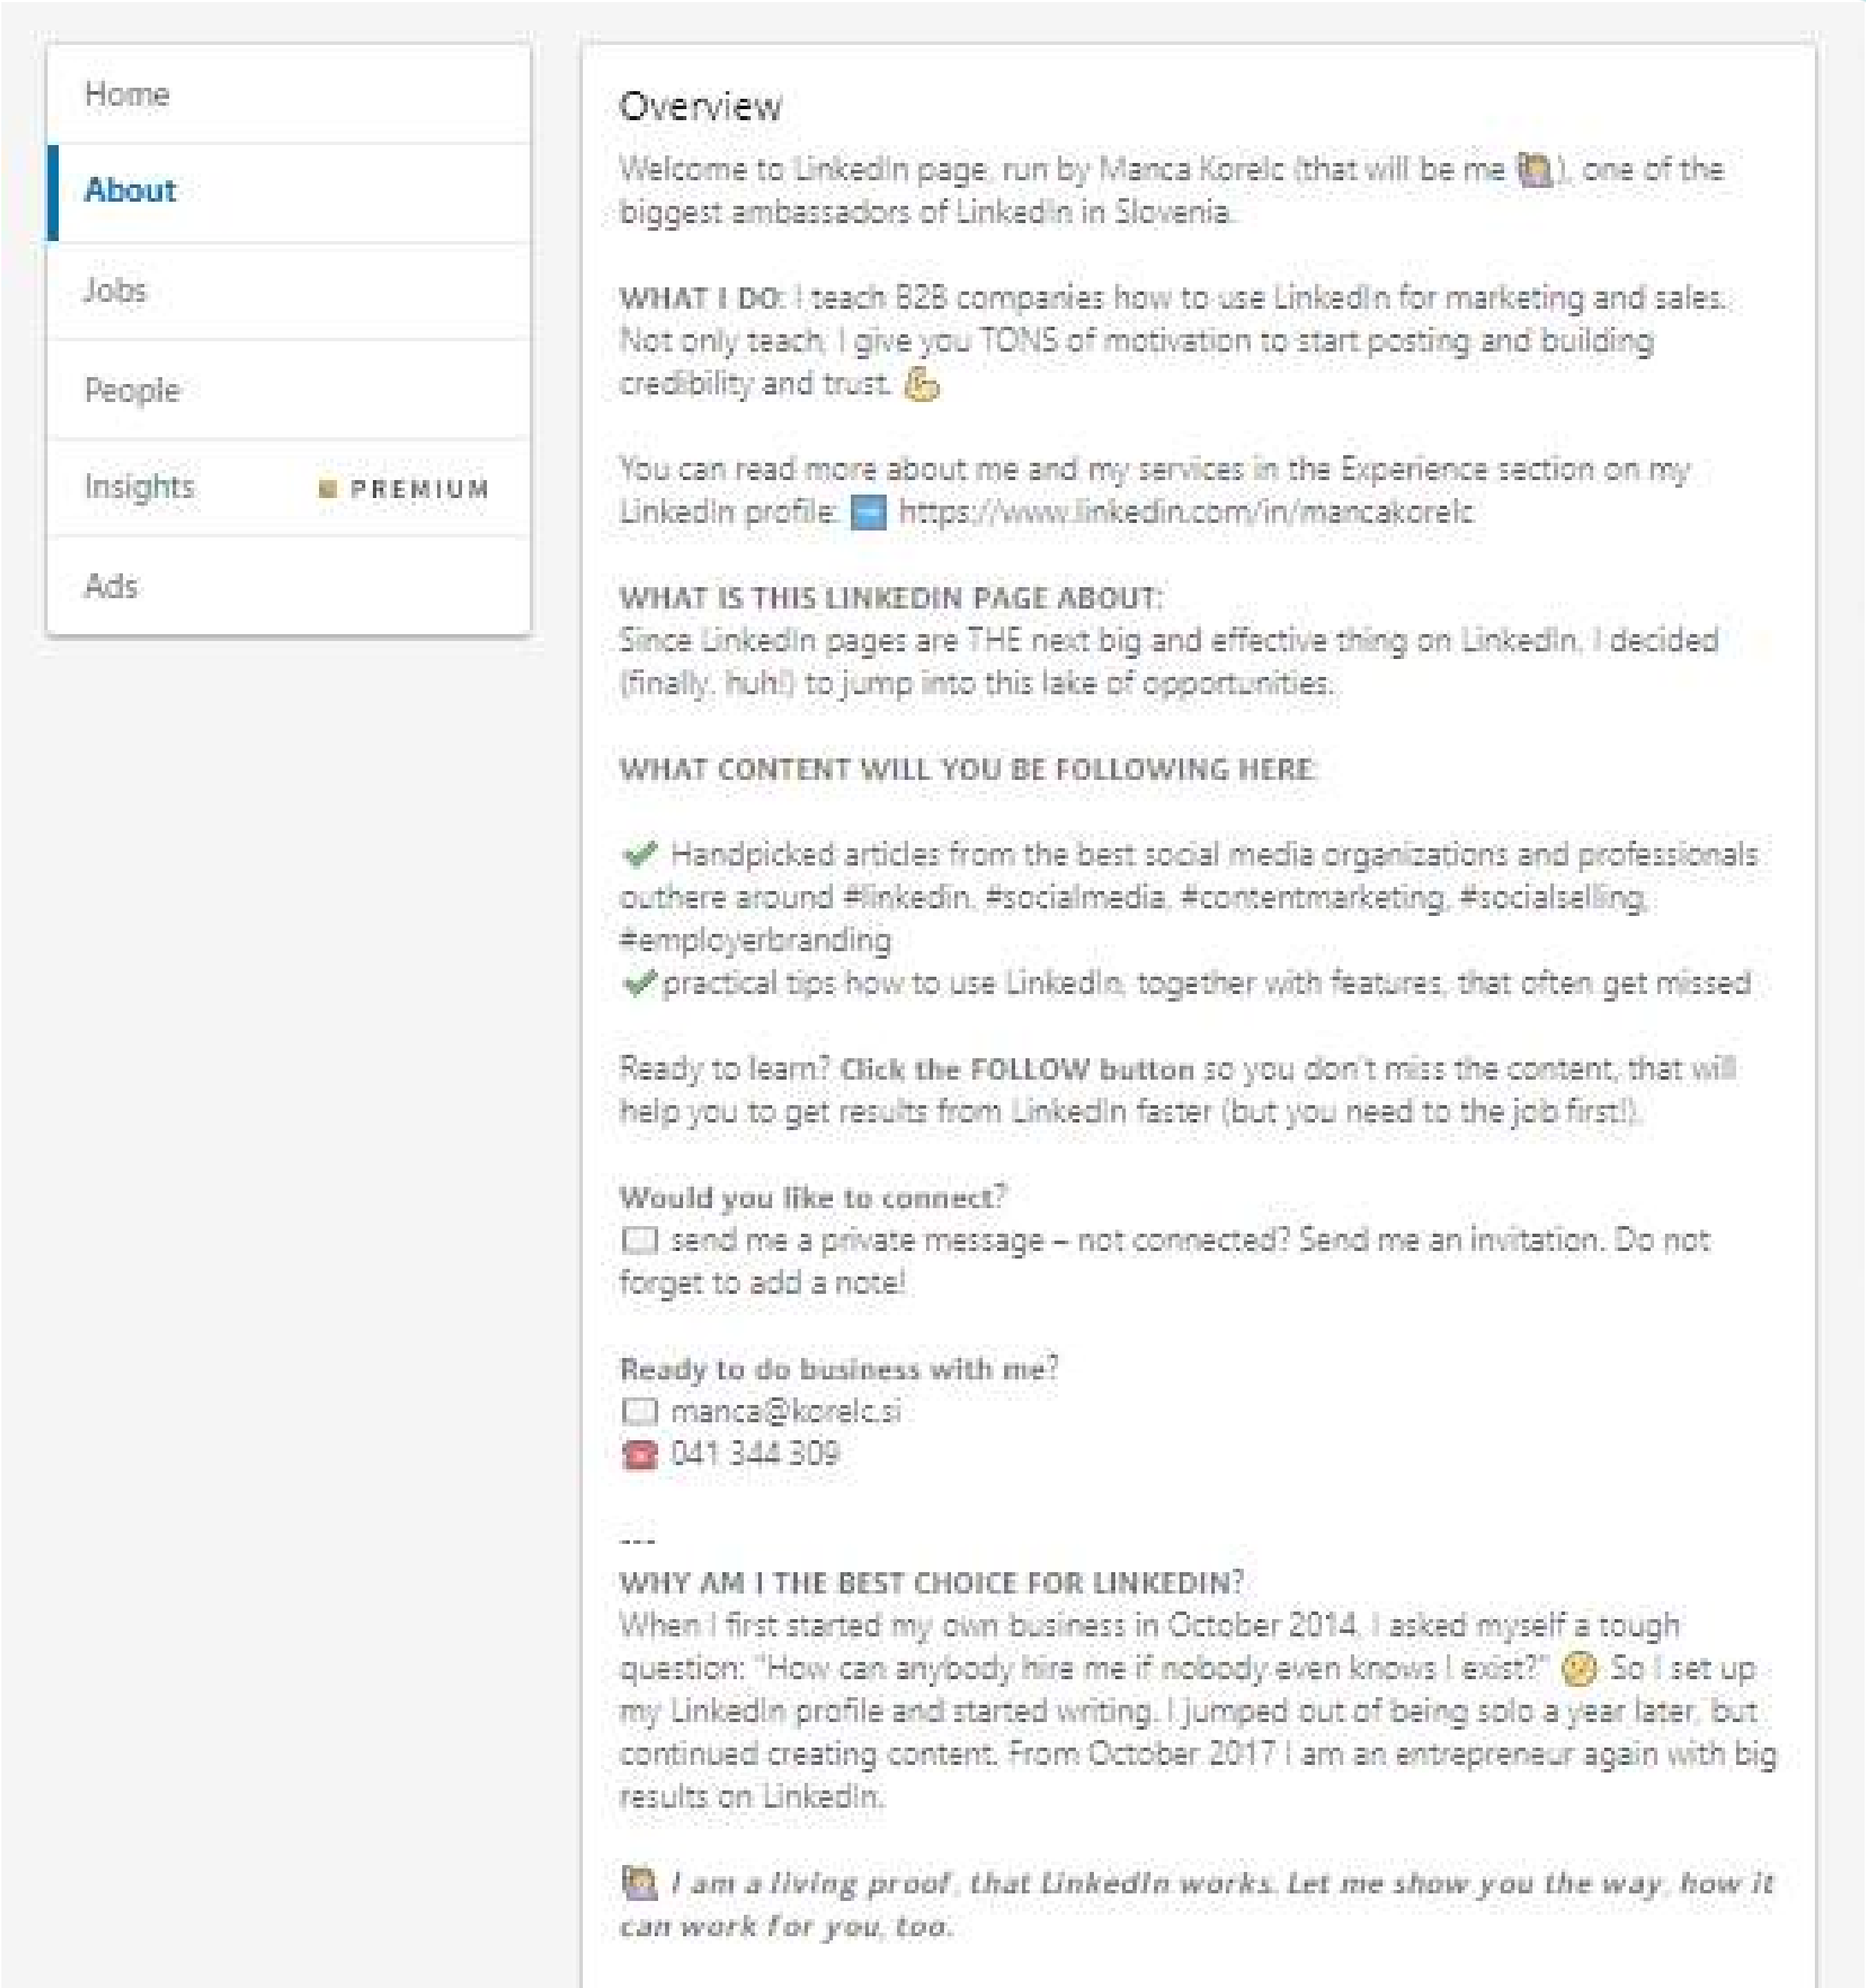 Home
About
Jobs
People
Insights
PREMIUM
Ads
Overview
Welcome to LinkedIn page, run by Manca Korelc (that will be me 🙋), one of the
biggest ambassadors of LinkedIn in Slovenia.
WHAT I DO: I teach B2B companies how to use LinkedIn for marketing and sales.
Not only teach, I give you TONS of motivation to start posting and building
credibility and trust. 💪
You can read more about me and my services in the Experience section on my
LinkedIn profile: ➡ https://www.linkedin.com/in/mancakorelc
WHAT IS THIS LINKEDIN PAGE ABOUT:
Since LinkedIn pages are THE next big and effective thing on LinkedIn, I decided
(finally, huh!) to jump into this lake of opportunities.
WHAT CONTENT WILL YOU BE FOLLOWING HERE:
✔ Handpicked articles from the best social media organizations and professionals
outhere around #linkedin, #socialmedia, #contentmarketing, #socialselling,
#employerbranding
✔practical tips how to use LinkedIn, together with features, that often get missed
Ready to learn? Click the FOLLOW button so you don't miss the content, that will
help you to get results from LinkedIn faster (but you need to the job first!).
Would you like to connect?
send me a private message – not connected? Send me an invitation. Do not
forget to add a note!
Ready to do business with me?
manca@korelc.si
☎ 041 344 309
---
WHY AM I THE BEST CHOICE FOR LINKEDIN?
When I first started my own business in October 2014, I asked myself a tough
question: "How can anybody hire me if nobody even knows I exist?" So I set up
my LinkedIn profile and started writing. I jumped out of being solo a year later, but
continued creating content. From October 2017 I am an entrepreneur again with big
results on LinkedIn.
🙋 I am a living proof, that LinkedIn works. Let me show you the way, how it
can work for you, too.